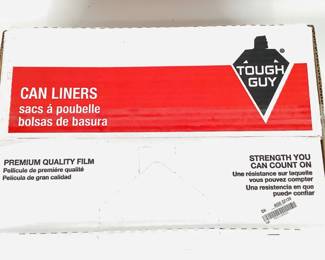 CAN LINERS
sacs á poubelle
bolsas de basura
TOUGH
GUY
PREMIUM QUALITY FILM
Pellicule de première qualité
Película de gran calidad
STRENGTH YOU
CAN COUNT ON
Une résistance sur laquelle
vous pouvez compter
Una resistencia en que
puede confiar